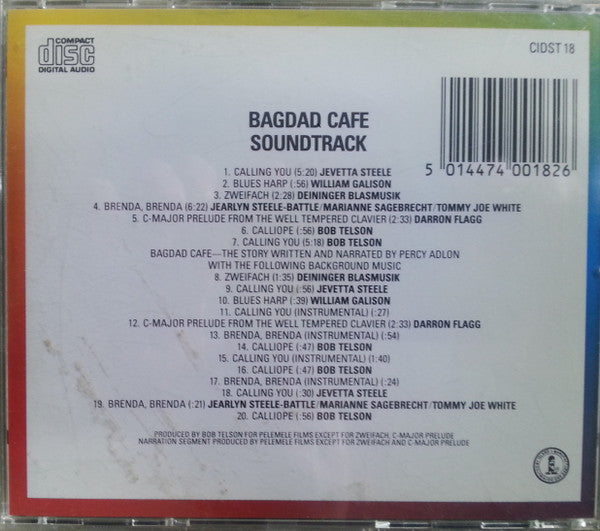 COMPACT
disc
DIGITAL AUDIO
CIDST 18
5 014474 001826
BAGDAD CAFE
SOUNDTRACK
1. CALLING YOU (5:20) JEVETTA STEELE
2. BLUES HARP (:56) WILLIAM GALISON
3. ZWEIFACH (2:28) DEININGER BLASMUSIK
4. BRENDA, BRENDA (6:22) JEARLYN STEELE-BATTLE/MARIANNE SAGEBRECHT/TOMMY JOE WHITE
5. C-MAJOR PRELUDE FROM THE WELL TEMPERED CLAVIER (2:33) DARRON FLAGG
6. CALLIOPE (:56) BOB TELSON
7. CALLING YOU (5:18) BOB TELSON
BAGDAD CAFE—THE STORY WRITTEN AND NARRATED BY PERCY ADLON
WITH THE FOLLOWING BACKGROUND MUSIC
8. ZWEIFACH (1:35) DEININGER BLASMUSIK
9. CALLING YOU (:56) JEVETTA STEELE
10. BLUES HARP (:39) WILLIAM GALISON
11. CALLING YOU (INSTRUMENTAL) (:27)
12. C-MAJOR PRELUDE FROM THE WELL TEMPERED CLAVIER (2:33) DARRON FLAGG
13. BRENDA, BRENDA (INSTRUMENTAL) (:54)
14. CALLIOPE (:47) BOB TELSON
15. CALLING YOU (INSTRUMENTAL) (1:40)
16. CALLIOPE (:47) BOB TELSON
17. BRENDA, BRENDA (INSTRUMENTAL) (:24)
18. CALLING YOU (:30) JEVETTA STEELE
19. BRENDA, BRENDA (:21) JEARLYN STEELE-BATTLE/MARIANNE SAGEBRECHT/TOMMY JOE WHITE
20. CALLIOPE (:56) BOB TELSON
PRODUCED BY BOB TELSON FOR PELEMELE FILMS EXCEPT FOR ZWEIFACH, C-MAJOR PRELUDE
NARRATION SEGMENT PRODUCED BY PELEMELE FILMS EXCEPT FOR ZWEIFACH AND C-MAJOR PRELUDE